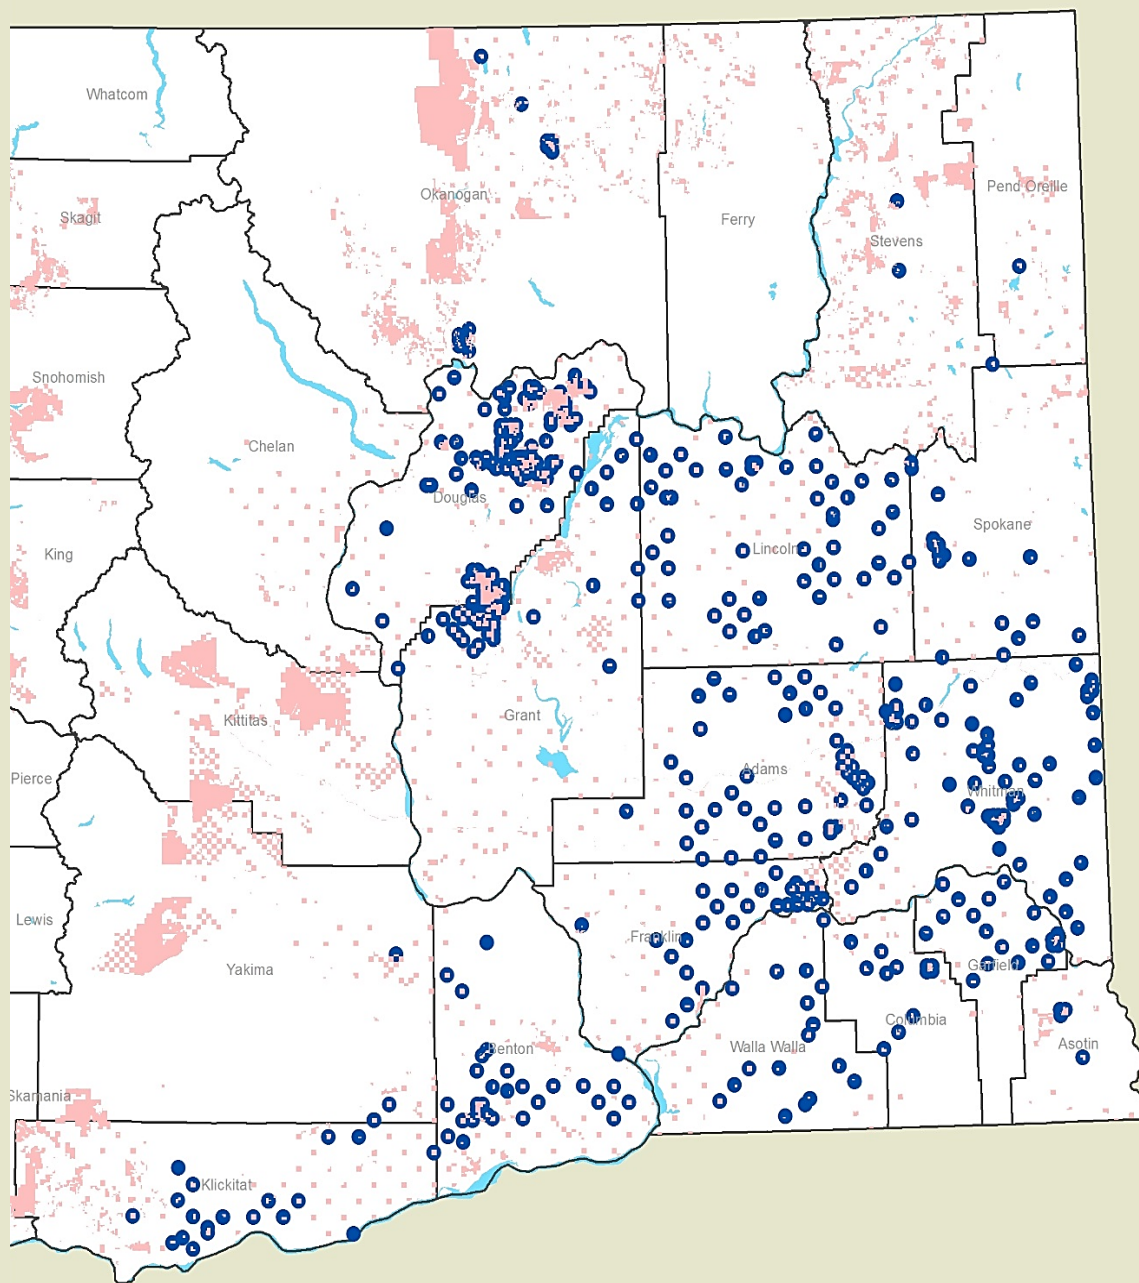 Whatcom
Skagit
Okanogan
Ferry
Pend Oreille
Stevens
Snohomish
Chelan
Douglas
King
Lincoln
Spokane
Kittitas
Grant
Pierce
Adams
Whitman
Lewis
Yakima
Franklin
Garfield
Benton
Walla Walla
Columbia
Asotin
Skamania
Klickitat